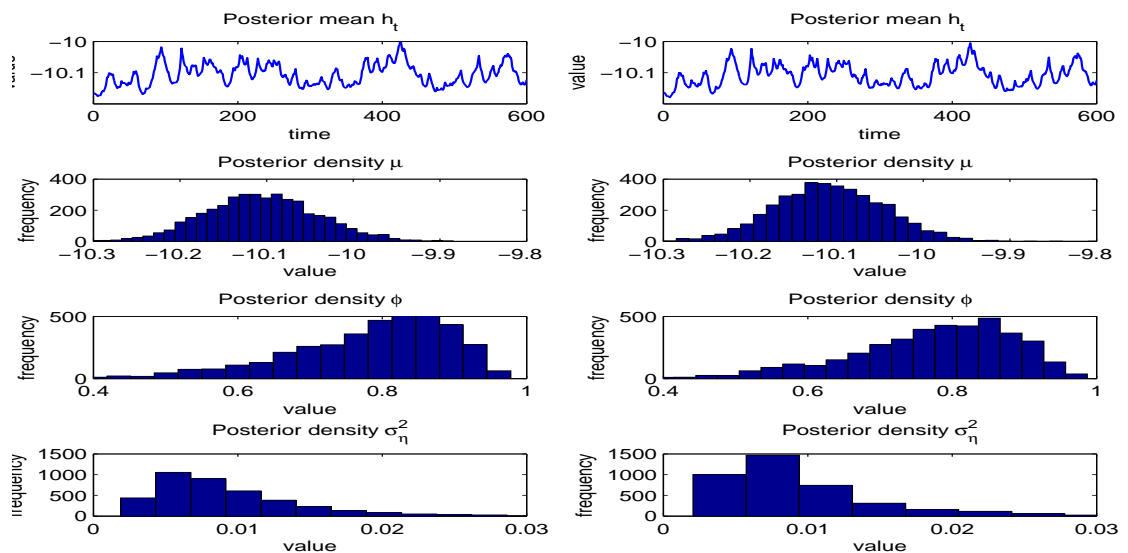 Posterior mean h_t
−10
−10.1
value
0
200
400
600
time
Posterior density μ
400
200
0
frequency
−10.3
−10.2
−10.1
−10
−9.9
−9.8
value
Posterior density ϕ
500
0
frequency
0.4
0.6
0.8
1
value
Posterior density σ_η^2
1500
1000
500
0
frequency
0
0.01
0.02
0.03
value
Posterior mean h_t
−10
−10.1
value
0
200
400
600
time
Posterior density μ
400
200
0
frequency
−10.3
−10.2
−10.1
−10
−9.9
−9.8
value
Posterior density ϕ
500
0
frequency
0.4
0.6
0.8
1
value
Posterior density σ_η^2
1500
1000
500
0
frequency
0
0.01
0.02
0.03
value